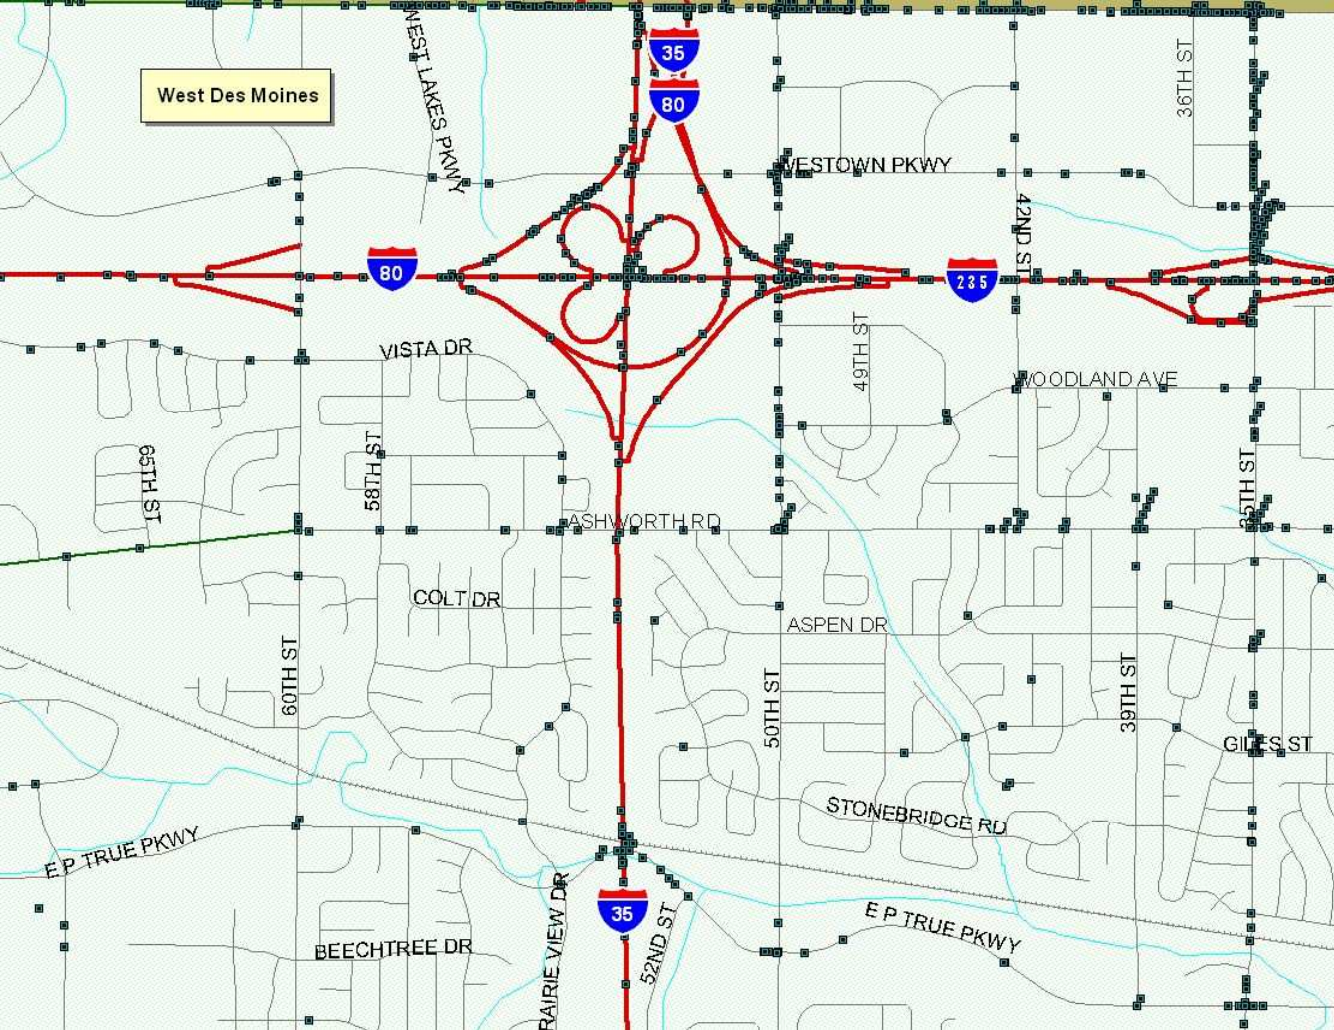 35
80
West Des Moines
WEST LAKES PKWY
36TH ST
WESTOWN PKWY
42ND ST
80
235
VISTA DR
49TH ST
WOODLAND AVE
65TH ST
58TH ST
35TH ST
ASHWORTH RD
COLT DR
ASPEN DR
60TH ST
50TH ST
39TH ST
GILES ST
STONEBRIDGE RD
E P TRUE PKWY
35
E P TRUE PKWY
BEECHTREE DR
RAIRIE VIEW DR
52ND ST